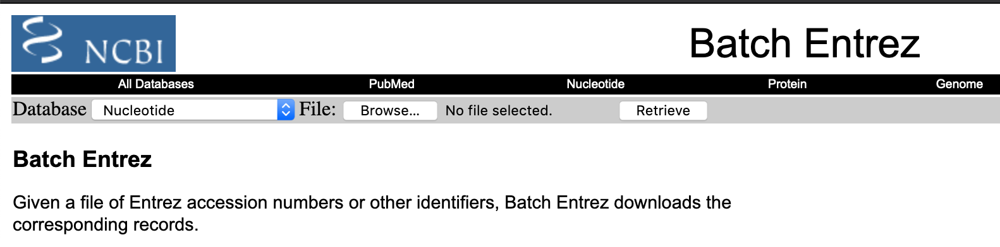 NCBI
Batch Entrez
All Databases PubMed Nucleotide Protein Genome
Database Nucleotide File: Browse... No file selected. Retrieve
Batch Entrez
Given a file of Entrez accession numbers or other identifiers, Batch Entrez downloads the
corresponding records.